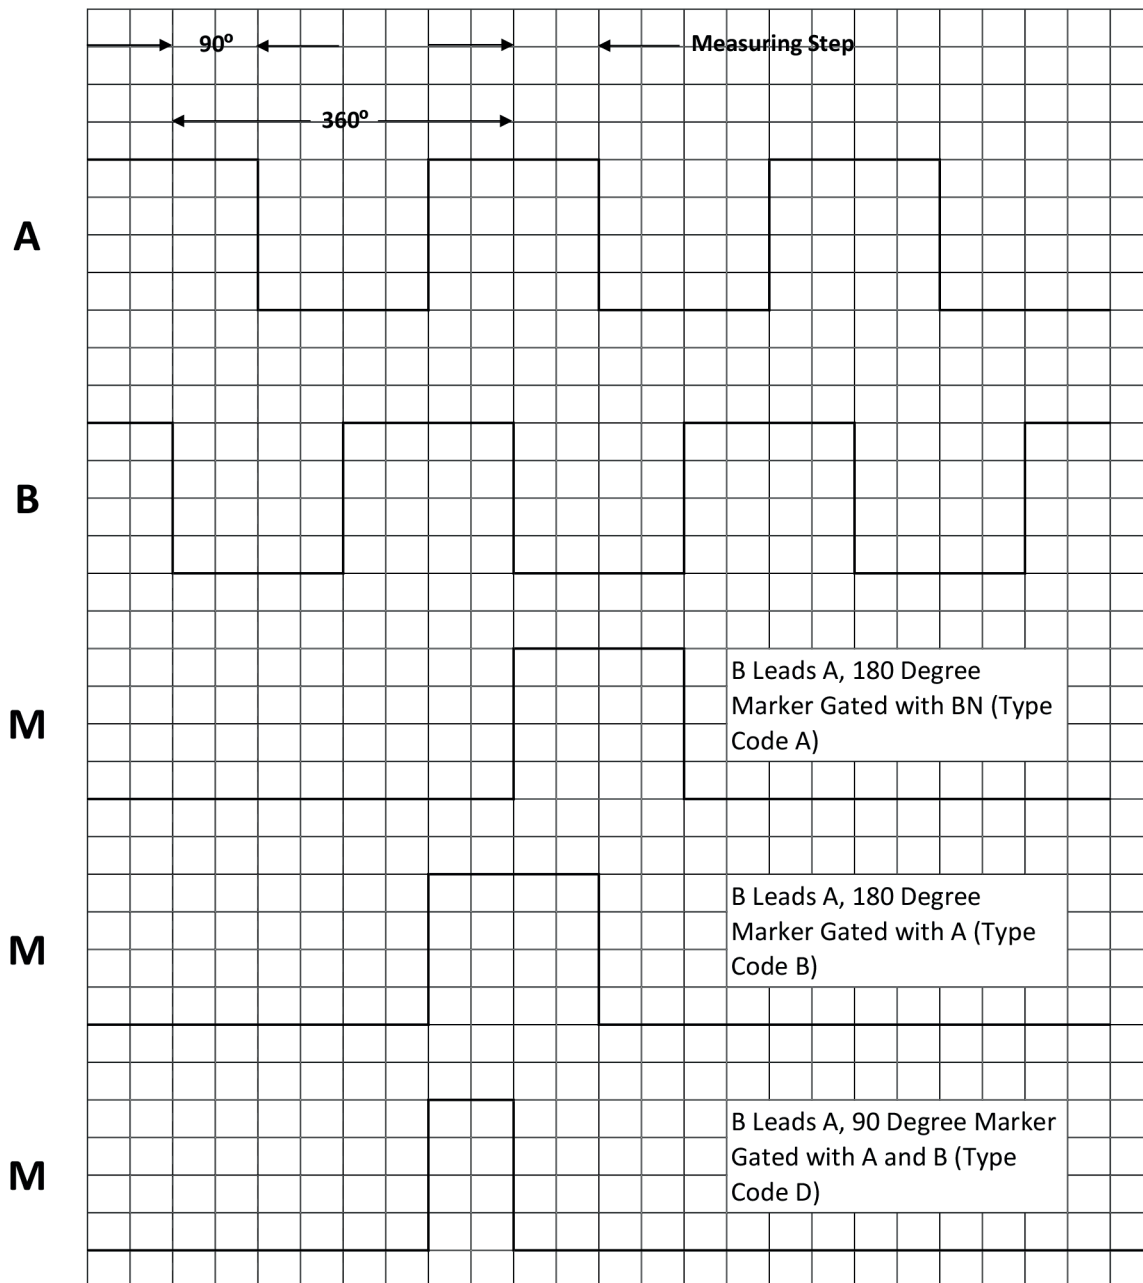 90º Measuring Step
360º
A
B
M
B Leads A, 180 Degree
Marker Gated with BN (Type
Code A)
M
B Leads A, 180 Degree
Marker Gated with A (Type
Code B)
M
B Leads A, 90 Degree Marker
Gated with A and B (Type
Code D)